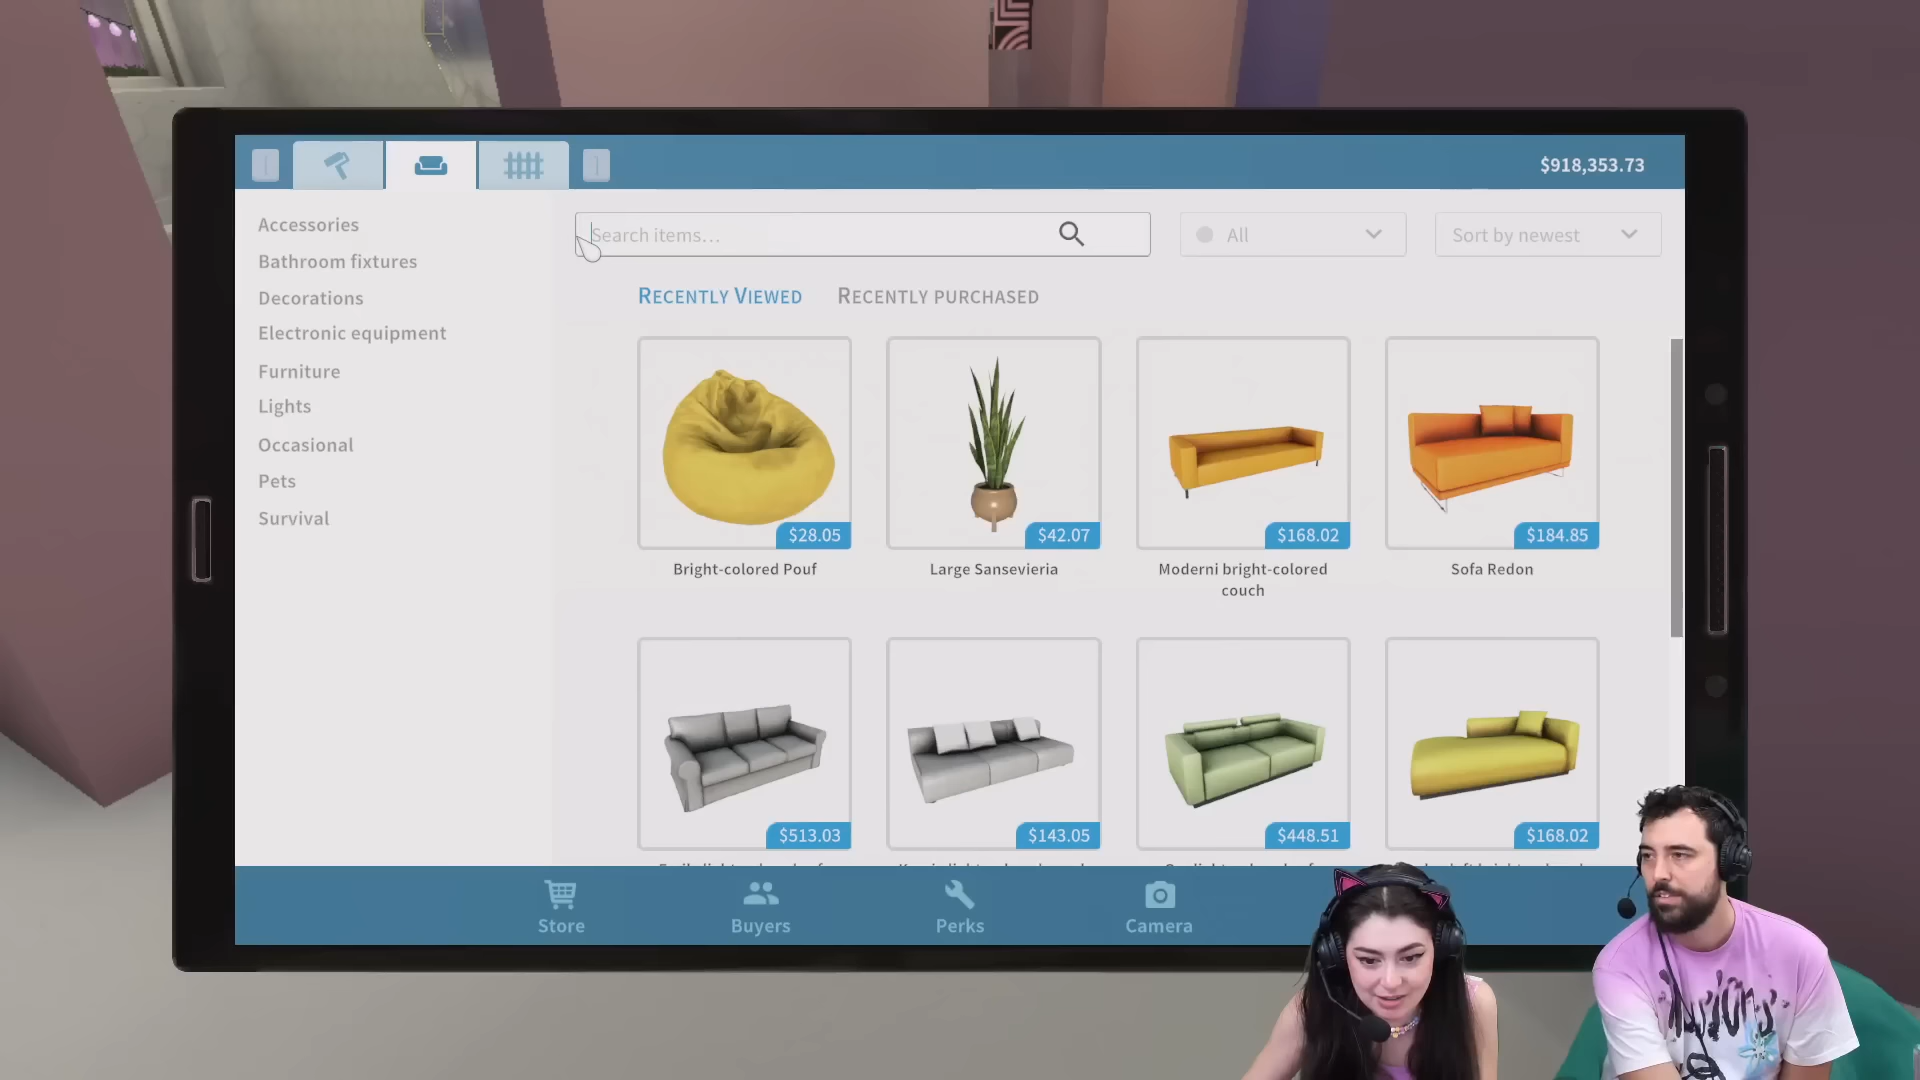 $918,353.73
Search items...
All
Sort by newest
Accessories
Bathroom fixtures
Decorations
Electronic equipment
Furniture
Lights
Occasional
Pets
Survival
RECENTLY VIEWED
RECENTLY PURCHASED
$28.05
$42.07
$168.02
$184.85
Bright-colored Pouf
Large Sansevieria
Moderni bright-colored
couch
Sofa Redon
$513.03
$143.05
$448.51
$168.02
Store
Buyers
Perks
Camera